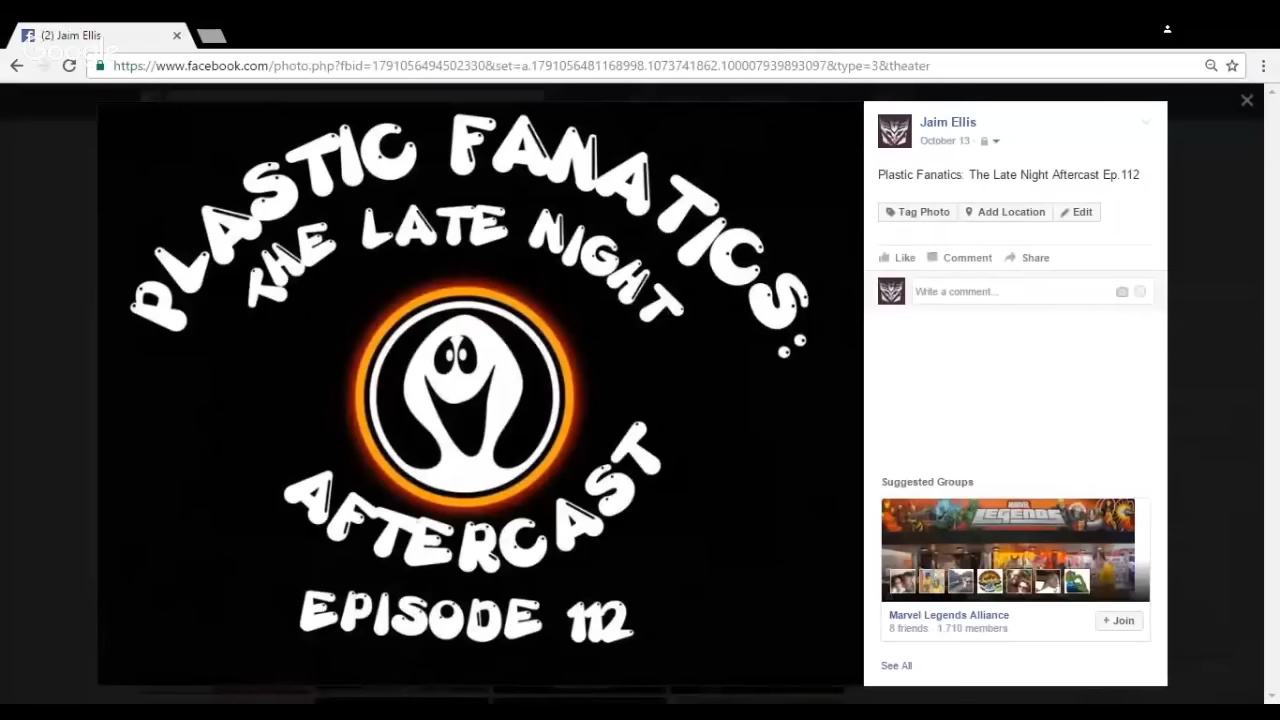 (2) Jaim Ellis
Google
https://www.facebook.com/photo.php?fbid=1791056494502330&set=a.1791056481168998.1073741862.100007939893097&type=3&theater
PLASTIC FANATICS:
THE LATE NIGHT
AFTERCAST
EPISODE 112
Jaim Ellis
October 13
Plastic Fanatics: The Late Night Aftercast Ep.112
Tag Photo Add Location Edit
Like Comment Share
Write a comment...
Suggested Groups
MARVEL
LEGENDS
Marvel Legends Alliance
8 friends · 1,710 members
+ Join
See All